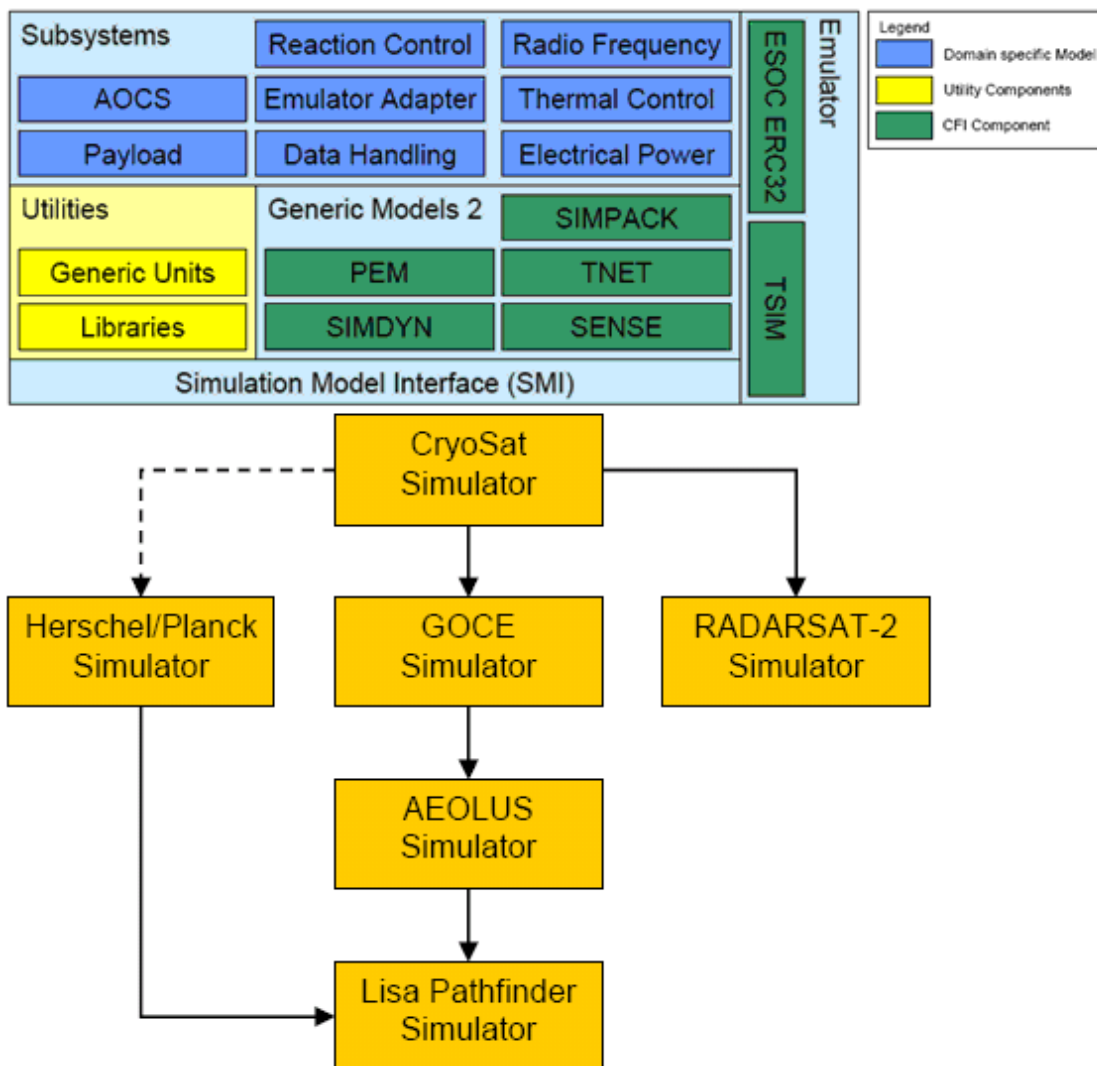 Subsystems
Reaction Control
Radio Frequency
AOCS
Emulator Adapter
Thermal Control
Payload
Data Handling
Electrical Power
Utilities
Generic Units
Libraries
Generic Models 2
SIMPACK
PEM
TNET
SIMDYN
SENSE
Simulation Model Interface (SMI)
ESOC ERC32
TSIM
Emulator
Legend
Domain specific Model
Utility Components
CFI Component
CryoSat
Simulator
Herschel/Planck
Simulator
GOCE
Simulator
RADARSAT-2
Simulator
AEOLUS
Simulator
Lisa Pathfinder
Simulator